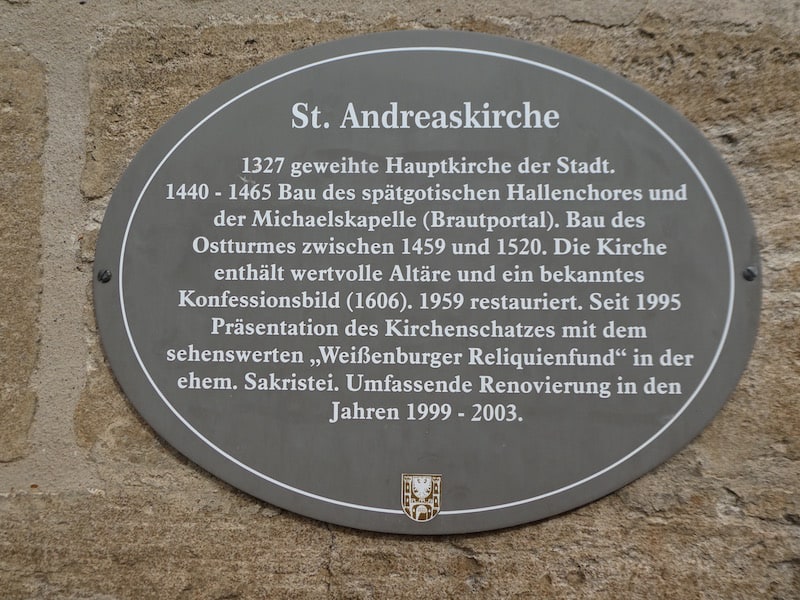 St. Andreaskirche
1327 geweihte Hauptkirche der Stadt.
1440 - 1465 Bau des spätgotischen Hallenchores und
der Michaelskapelle (Brautportal). Bau des
Ostturmes zwischen 1459 und 1520. Die Kirche
enthält wertvolle Altäre und ein bekanntes
Konfessionsbild (1606). 1959 restauriert. Seit 1995
Präsentation des Kirchenschatzes mit dem
sehenswerten „Weißenburger Reliquienfund“ in der
ehem. Sakristei. Umfassende Renovierung in den
Jahren 1999 - 2003.